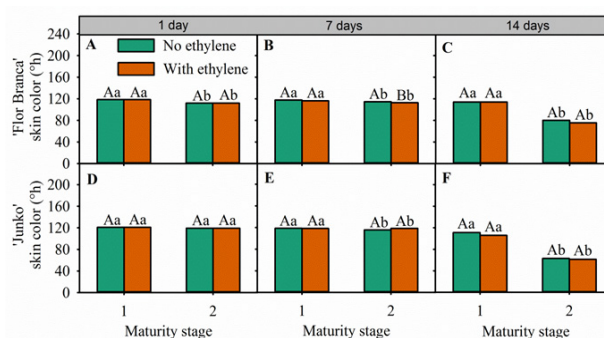 1 day 7 days 14 days
240
A B C
No ethylene
200
With ethylene
160
Aa Aa Ab Ab Aa Aa Ab Bb Aa Aa Ab Ab
120
80
40
0
'Flor Branca'
skin color (°h)
D E F
200
160
Aa Aa Aa Aa Aa Aa Ab Ab Aa Aa Ab Ab
120
80
40
0
'Junko'
skin color (°h)
1 2 1 2 1 2
Maturity stage Maturity stage Maturity stage